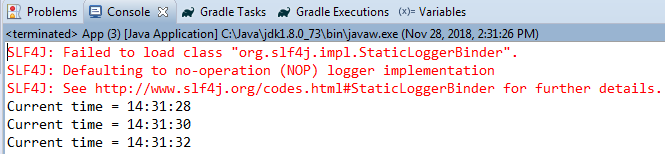 Problems Console Gradle Tasks Gradle Executions (x)= Variables
<terminated> App (3) [Java Application] C:\Java\jdk1.8.0_73\bin\javaw.exe (Nov 28, 2018, 2:31:26 PM)
SLF4J: Failed to load class "org.slf4j.impl.StaticLoggerBinder".
SLF4J: Defaulting to no-operation (NOP) logger implementation
SLF4J: See http://www.slf4j.org/codes.html#StaticLoggerBinder for further details.
Current time = 14:31:28
Current time = 14:31:30
Current time = 14:31:32